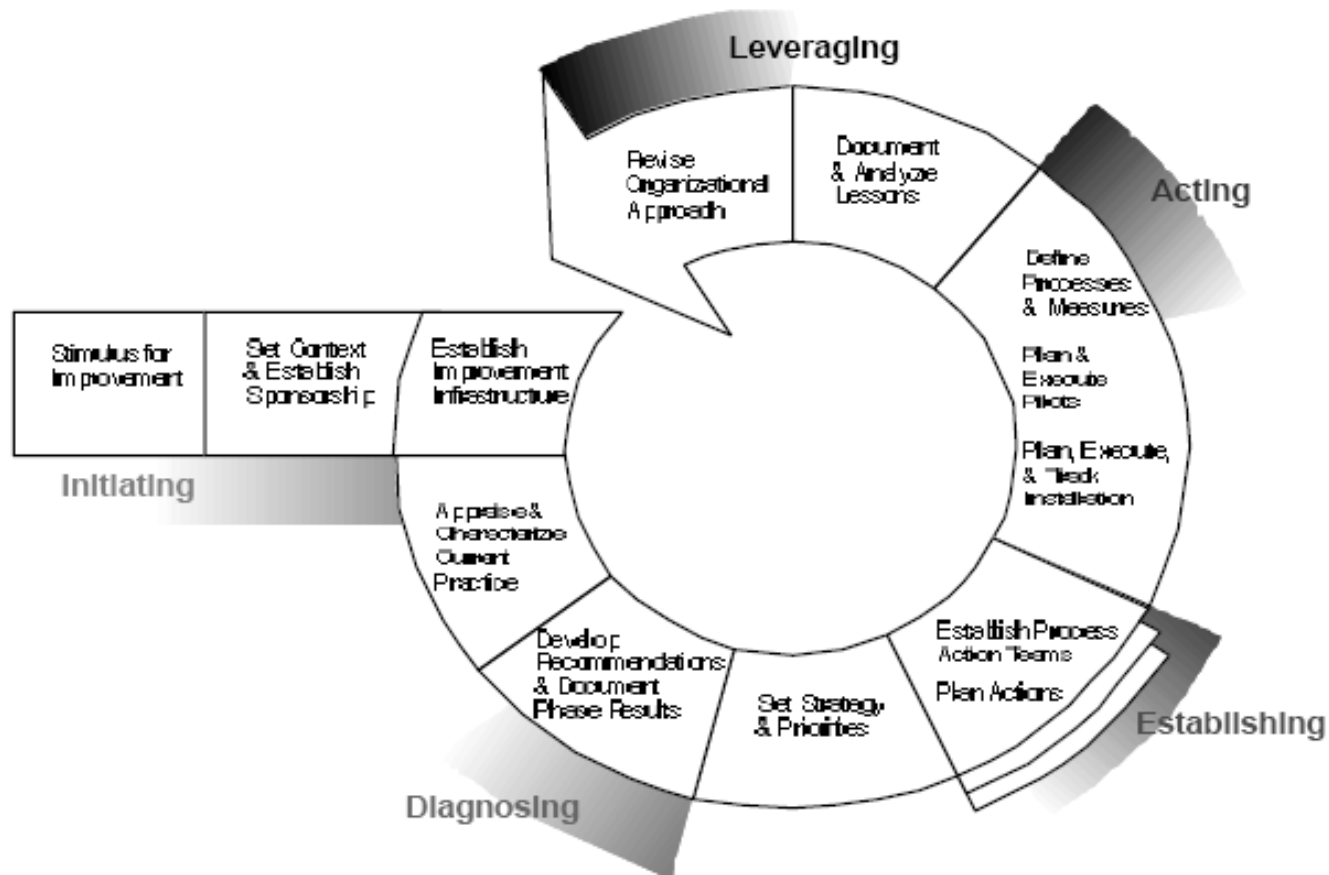 Leveraging
Revise
Organizational
Approach
Document
& Analyze
Lessons
Acting
Define
Processes
& Measures
Plan &
Execute
Pilots
Plan, Execute,
& Track
Installation
Stimulus for
Improvement
Set Context
& Establish
Sponsorship
Establish
Improvement
Infrastructure
Initiating
Appraise &
Characterize
Current
Practice
Develop
Recommendations
& Document
Phase Results
Set Strategy
& Priorities
Establish Process
Action Teams
Plan Actions
Establishing
Diagnosing